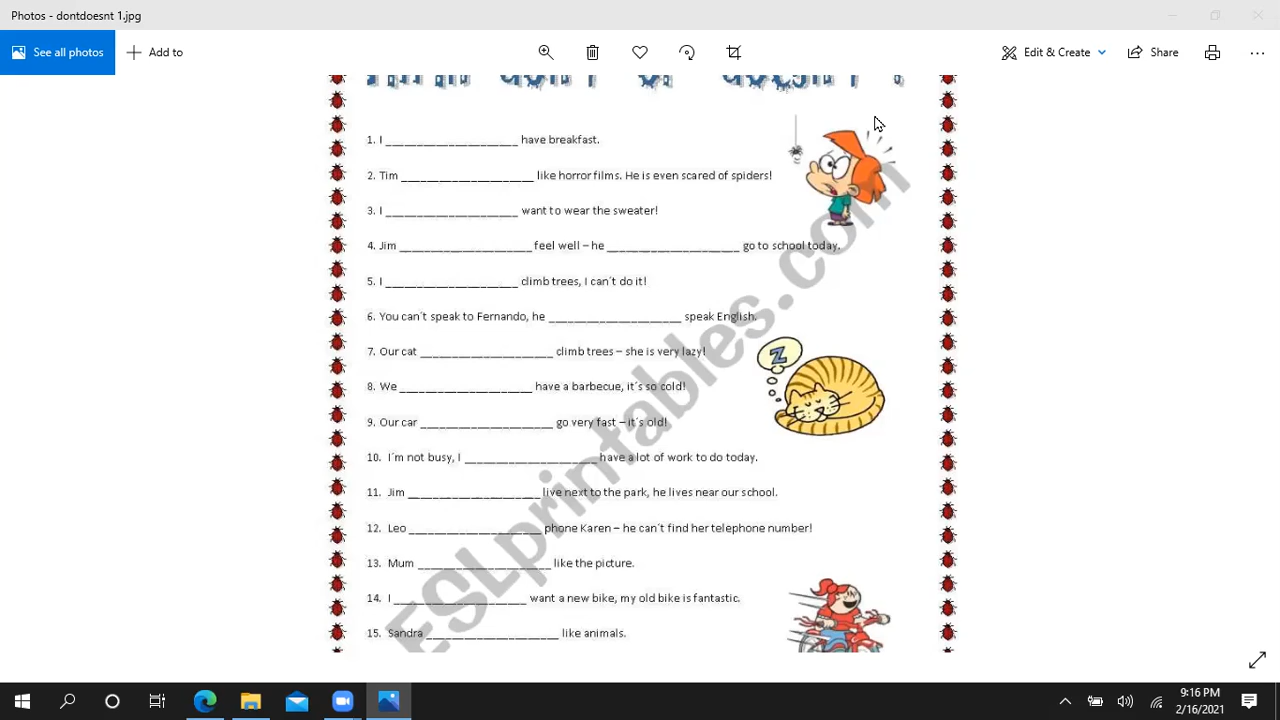 Photos - dontdoesnt 1.jpg
See all photos
Add to
Edit & Create
Share
1. I ____________________ have breakfast.
2. Tim ____________________ like horror films. He is even scared of spiders!
3. I ____________________ want to wear the sweater!
4. Jim ____________________ feel well – he ____________________ go to school today.
5. I ____________________ climb trees, I can´t do it!
6. You can´t speak to Fernando, he ____________________ speak English.
7. Our cat ____________________ climb trees – she is very lazy!
Z
8. We ____________________ have a barbecue, it´s so cold!
9. Our car ____________________ go very fast – it´s old!
10. I´m not busy, I ____________________ have a lot of work to do today.
11. Jim ____________________ live next to the park, he lives near our school.
12. Leo ____________________ phone Karen – he can´t find her telephone number!
13. Mum ____________________ like the picture.
14. I ____________________ want a new bike, my old bike is fantastic.
15. Sandra ____________________ like animals.
ESLprintables.com
9:16 PM
2/16/2021